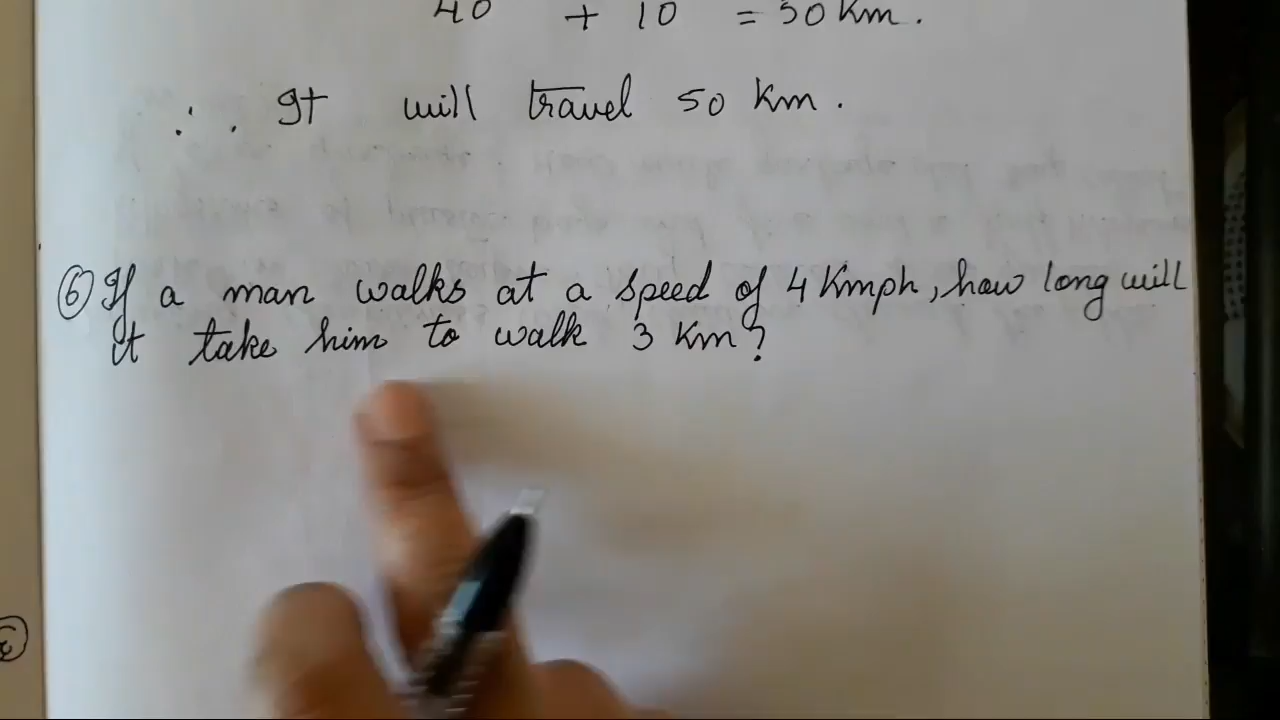 40 + 10 = 50 Km.
∴ It will travel 50 Km.
⑥ If a man walks at a speed of 4 Kmph, how long will
it take him to walk 3 Km?